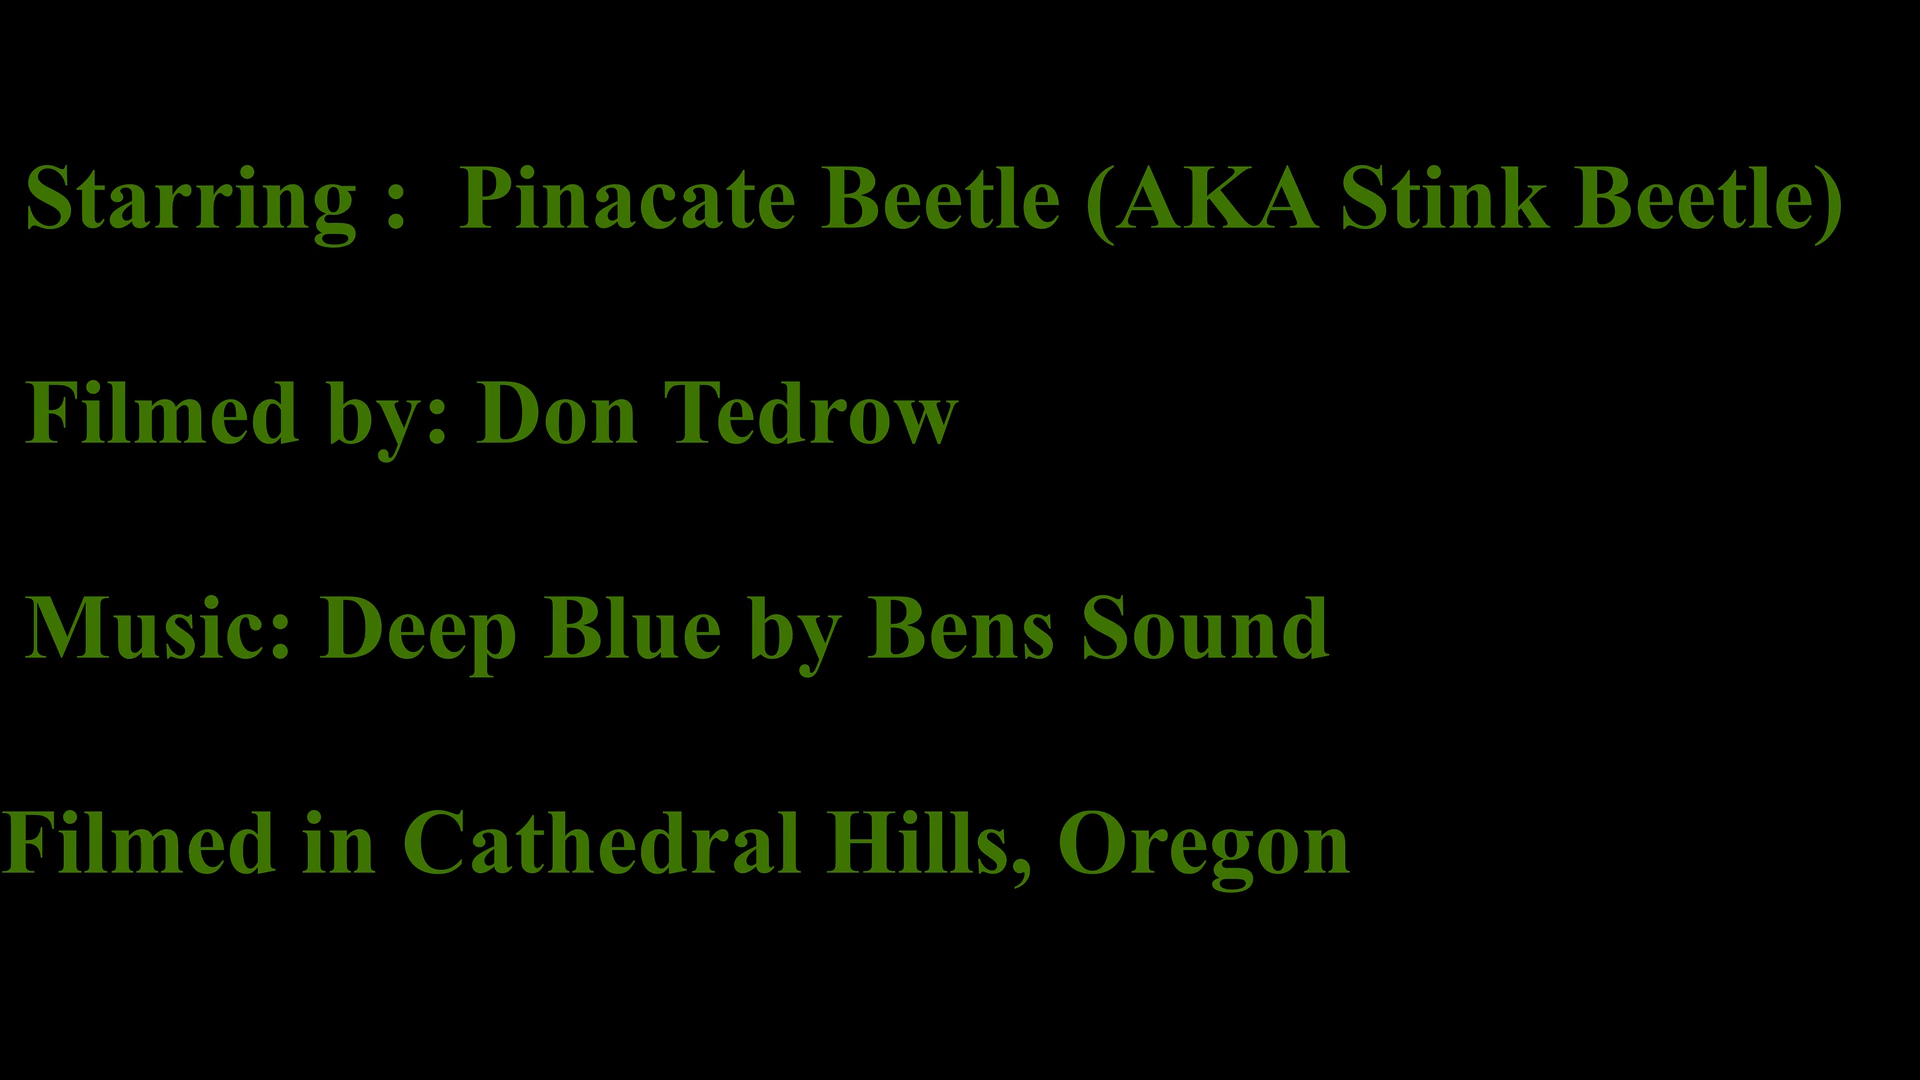 Starring :  Pinacate Beetle (AKA Stink Beetle)
Filmed by: Don Tedrow
Music: Deep Blue by Bens Sound
Filmed in Cathedral Hills, Oregon